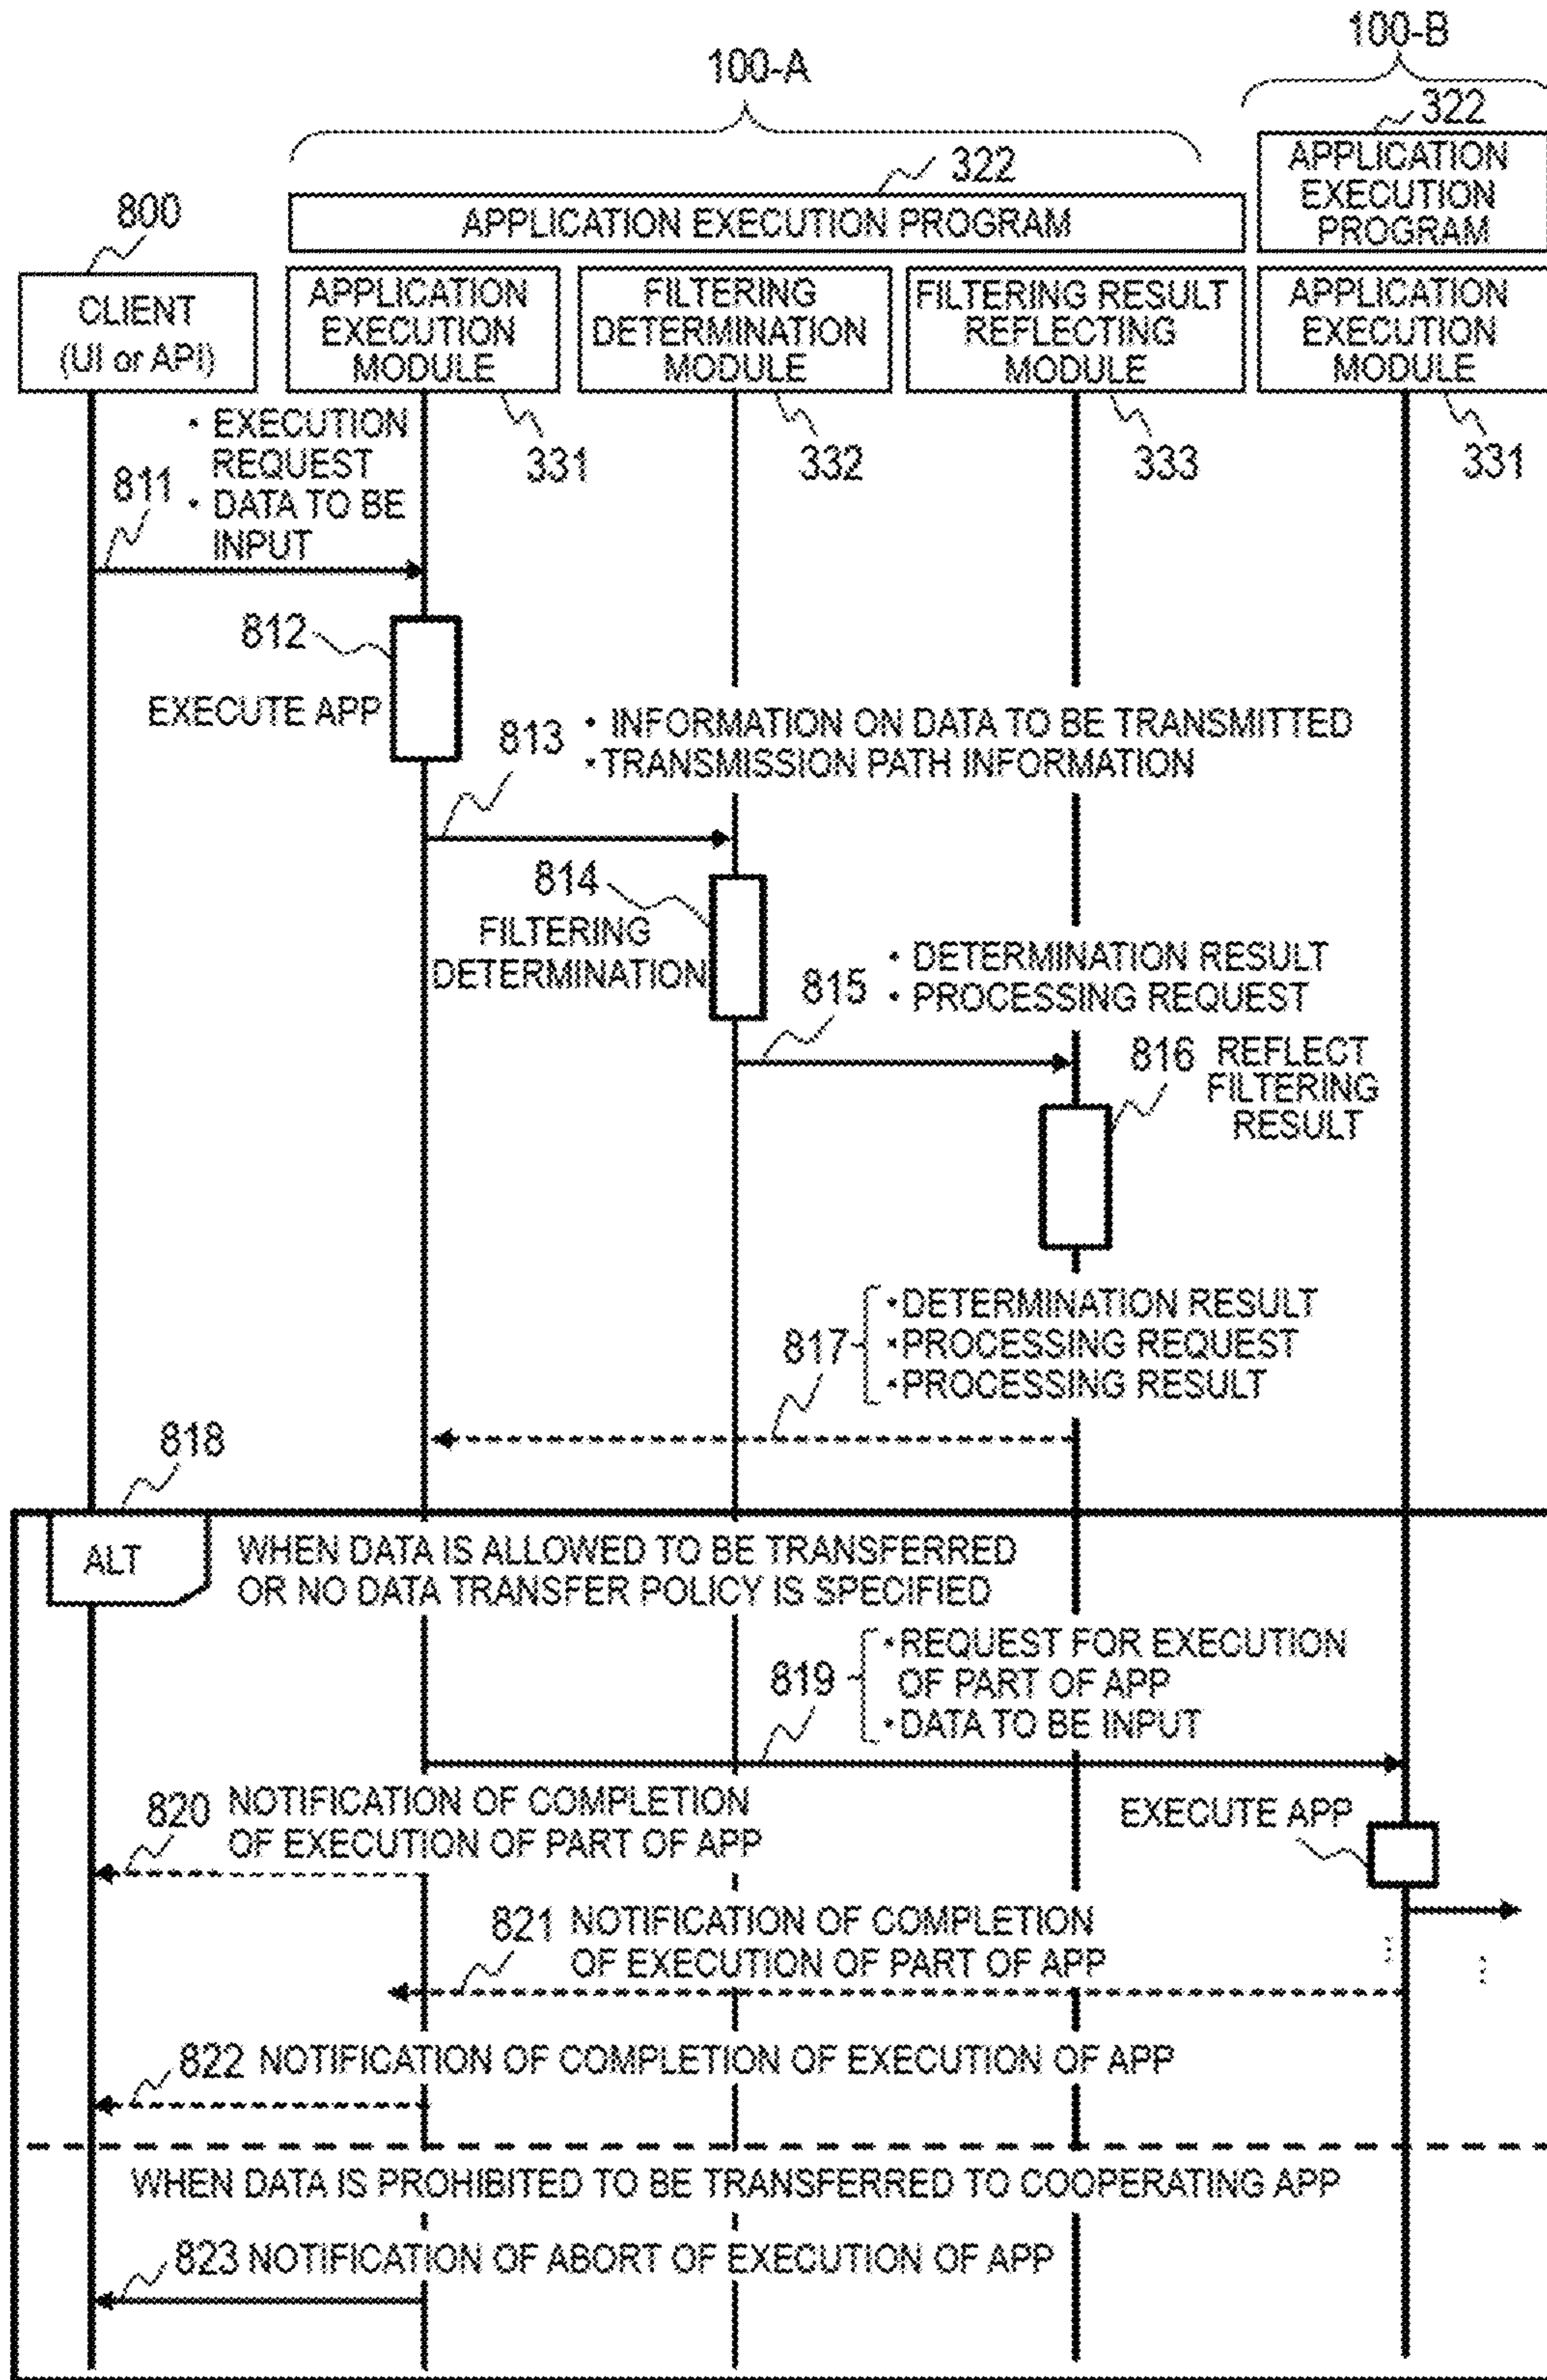 100-B
100-A
322
322
APPLICATION
EXECUTION
PROGRAM
800
APPLICATION EXECUTION PROGRAM
CLIENT
(UI or API)
APPLICATION
EXECUTION
MODULE
FILTERING
DETERMINATION
MODULE
FILTERING RESULT
REFLECTING
MODULE
APPLICATION
EXECUTION
MODULE
331
332
333
331
811
• EXECUTION
REQUEST
• DATA TO BE
INPUT
812
EXECUTE APP
813
• INFORMATION ON DATA TO BE TRANSMITTED
• TRANSMISSION PATH INFORMATION
814
FILTERING
DETERMINATION
815
• DETERMINATION RESULT
• PROCESSING REQUEST
816
REFLECT
FILTERING
RESULT
817
• DETERMINATION RESULT
• PROCESSING REQUEST
• PROCESSING RESULT
818
ALT
WHEN DATA IS ALLOWED TO BE TRANSFERRED
OR NO DATA TRANSFER POLICY IS SPECIFIED
819
• REQUEST FOR EXECUTION
OF PART OF APP
• DATA TO BE INPUT
820 NOTIFICATION OF COMPLETION
OF EXECUTION OF PART OF APP
EXECUTE APP
821 NOTIFICATION OF COMPLETION
OF EXECUTION OF PART OF APP
822 NOTIFICATION OF COMPLETION OF EXECUTION OF APP
WHEN DATA IS PROHIBITED TO BE TRANSFERRED TO COOPERATING APP
823 NOTIFICATION OF ABORT OF EXECUTION OF APP